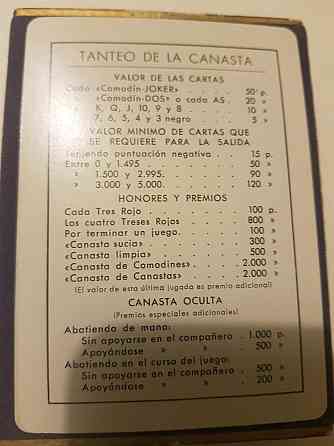 TANTEO DE LA CANASTA
VALOR DE LAS CARTAS
Cada «Comodín-JOKER» . . . . . 50 p.
» «Comodín-DOS» o cada AS . 20 »
» K, Q, J, 10, 9 y 8 . . . . 10 »
» 7, 6, 5, 4 y 3 negro . . . 5 »
VALOR MINIMO DE CARTAS QUE
SE REQUIERE PARA LA SALIDA
Teniendo puntuación negativa . . 15 p.
Entre 0 y 1.495 . . . . . . 50 »
» 1.500 y 2.995. . . . . 90 »
» 3.000 y 5.000. . . . . 120 »
HONORES Y PREMIOS
Cada Tres Rojo . . . . . . 100 p.
Los cuatro Treses Rojos . . . . 800 »
Por terminar un juego. . . . . 100 »
«Canasta sucia» . . . . . . 300 »
«Canasta limpia» . . . . . . 500 »
«Canasta de Comodines» . . . . 2.000 »
«Canasta de Canastas» . . . . 2.000 »
(El valor de esta última jugada es premio adicional)
CANASTA OCULTA
(Premios especiales adicionales)
Abatiendo de mano:
Sin apoyarse en el compañero . 1.000 p.
Apoyándose » » . 500 »
Abatiendo en el curso del juego:
Sin apoyarse en el compañero . 500 »
Apoyándose » » . 200 »